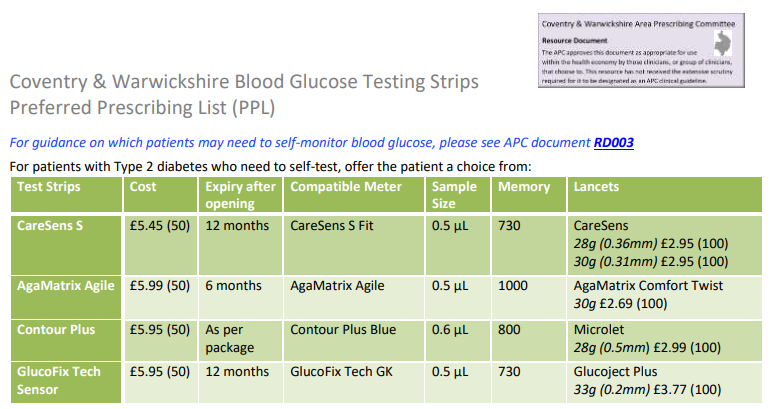 Coventry & Warwickshire Area Prescribing Committee
Resource Document
The APC approves this document as appropriate for use
within the health economy by those clinicians, or group of clinicians,
that choose to. This resource has not received the extensive scrutiny
required for it to be designated as an APC clinical guideline.
Coventry & Warwickshire Blood Glucose Testing Strips
Preferred Prescribing List (PPL)
For guidance on which patients may need to self-monitor blood glucose, please see APC document RD003
For patients with Type 2 diabetes who need to self-test, offer the patient a choice from:
Test Strips Cost Expiry after opening Compatible Meter Sample Size Memory Lancets
CareSens S £5.45 (50) 12 months CareSens S Fit 0.5 µL 730 CareSens
28g (0.36mm) £2.95 (100)
30g (0.31mm) £2.95 (100)
AgaMatrix Agile £5.99 (50) 6 months AgaMatrix Agile 0.5 µL 1000 AgaMatrix Comfort Twist
30g £2.69 (100)
Contour Plus £5.95 (50) As per package Contour Plus Blue 0.6 µL 800 Microlet
28g (0.5mm) £2.99 (100)
GlucoFix Tech Sensor £5.95 (50) 12 months GlucoFix Tech GK 0.5 µL 730 Glucoject Plus
33g (0.2mm) £3.77 (100)